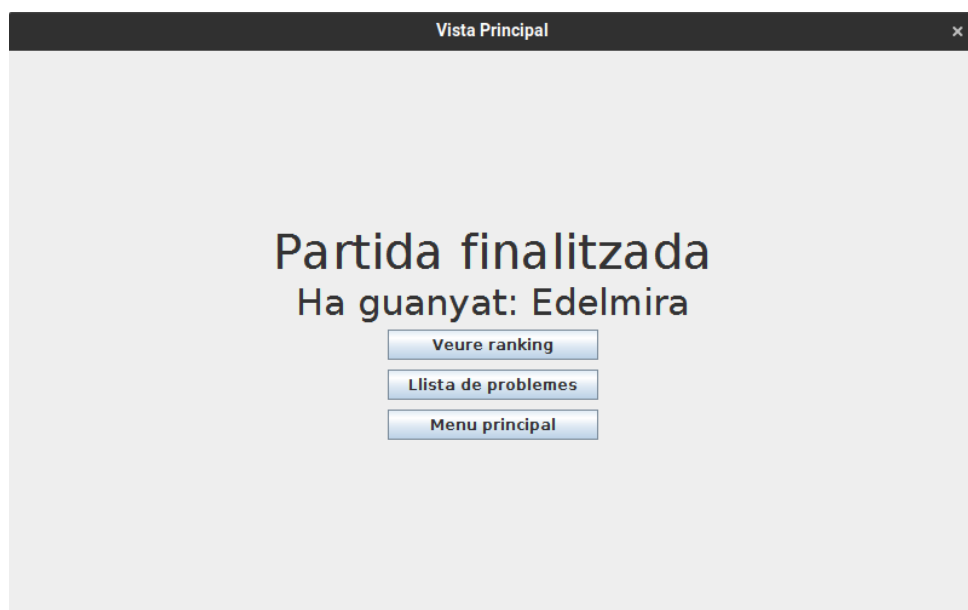 Vista Principal
Partida finalitzada
Ha guanyat: Edelmira
Veure ranking
Llista de problemes
Menu principal